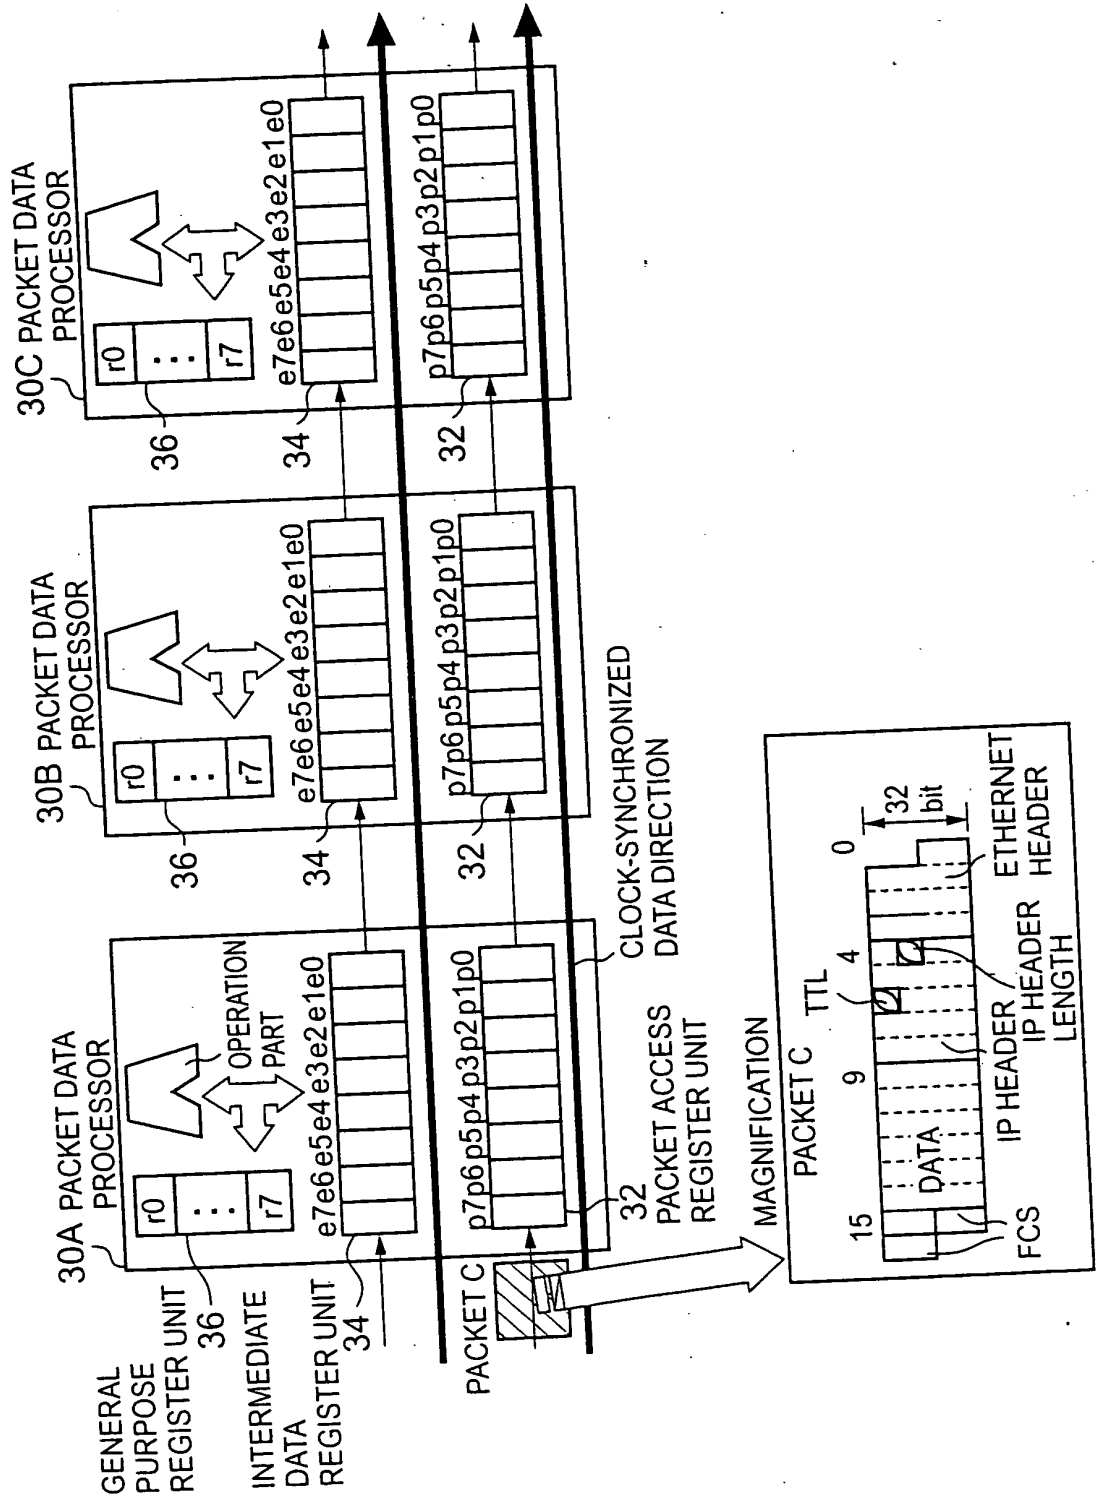 30A PACKET DATA
PROCESSOR
30B PACKET DATA
PROCESSOR
30C PACKET DATA
PROCESSOR
GENERAL
PURPOSE
REGISTER UNIT
36
r0
...
r7
OPERATION
PART
36
r0
...
r7
36
r0
...
r7
INTERMEDIATE
DATA
REGISTER UNIT
34
e7e6e5e4e3e2e1e0
34
e7e6e5e4e3e2e1e0
34
e7e6e5e4e3e2e1e0
PACKET C
p7p6p5p4p3p2p1p0
32
p7p6p5p4p3p2p1p0
32
p7p6p5p4p3p2p1p0
32
PACKET ACCESS
REGISTER UNIT
CLOCK-SYNCHRONIZED
DATA DIRECTION
MAGNIFICATION
PACKET C
TTL
15
9
4
0
32
bit
DATA
FCS
IP HEADER
IP HEADER
LENGTH
ETHERNET
HEADER